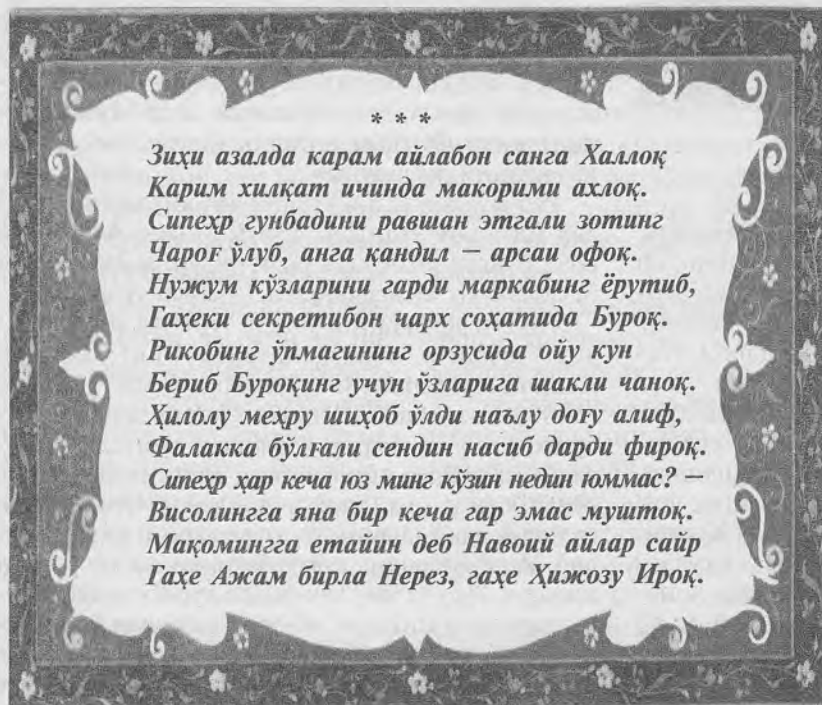 * * *
Зиҳи азалда карам айлабон санга Халлоқ
Карим хилқат ичинда макорими ахлоқ.
Сипеҳр гунбадини равшан этгали зотинг
Чароғ ўлуб, анга қандил — арсаи офоқ.
Нужум кўзларини гарди маркабинг ёрутиб,
Гаҳеки секретибон чарх соҳатида Буроқ.
Рикобинг ўпмагининг орзусида ойу кун
Бериб Буроқинг учун ўзларига шакли чаноқ.
Ҳилолу меҳру шиҳоб ўлди наълу доғу алиф,
Фалакка бўлғали сендин насиб дарди фироқ.
Сипеҳр ҳар кеча юз минг кўзин недин юммас? —
Висолингга яна бир кеча гар эмас муштоқ.
Мақомингга етайин деб Навоий айлар сайр
Гаҳе Ажам бирла Нерез, гаҳе Ҳижозу Ироқ.